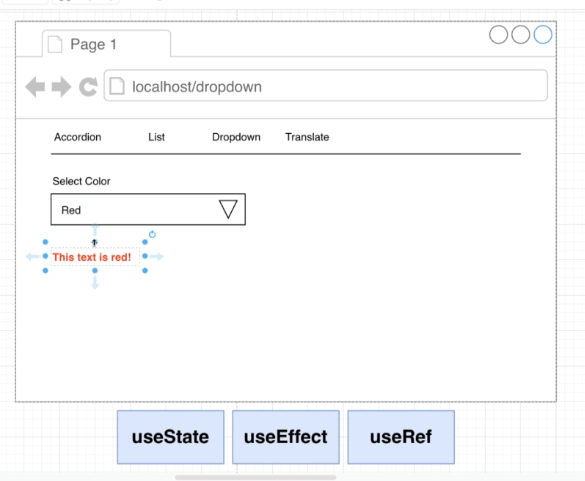 Page 1
localhost/dropdown
Accordion List Dropdown Translate
Select Color
Red
This text is red!
useState useEffect useRef